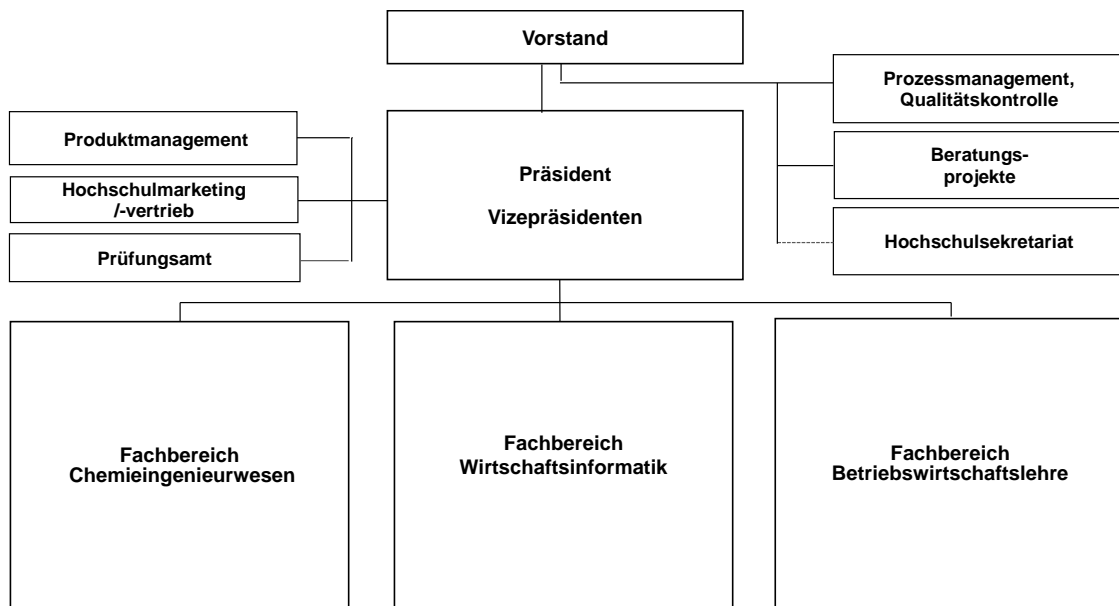 Vorstand
Prozessmanagement,
Qualitätskontrolle
Produktmanagement
Hochschulmarketing
/-vertrieb
Prüfungsamt
Präsident
Vizepräsidenten
Beratungs-
projekte
Hochschulsekretariat
Fachbereich
Chemieingenieurwesen
Fachbereich
Wirtschaftsinformatik
Fachbereich
Betriebswirtschaftslehre